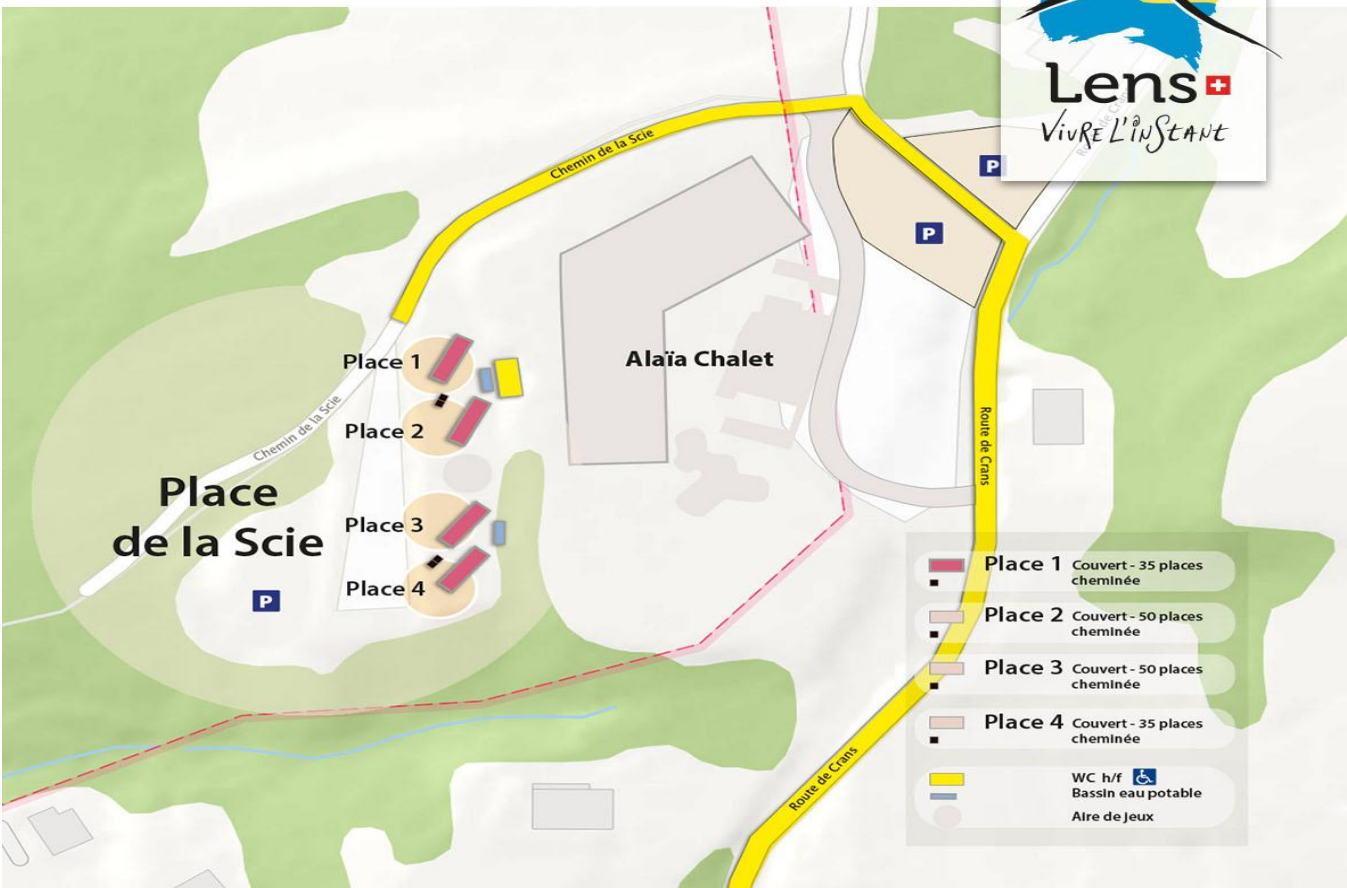 Lens
VIVRE L'INSTANT
P
P
Chemin de la Scie
Alaïa Chalet
Place 1
Place 2
Chemin de la Scie
Place
de la Scie
Place 3
Place 4
P
Route de Crans
Route de Crans
Place 1 Couvert - 35 places
cheminée
Place 2 Couvert - 50 places
cheminée
Place 3 Couvert - 50 places
cheminée
Place 4 Couvert - 35 places
cheminée
WC h/f
Bassin eau potable
Aire de jeux